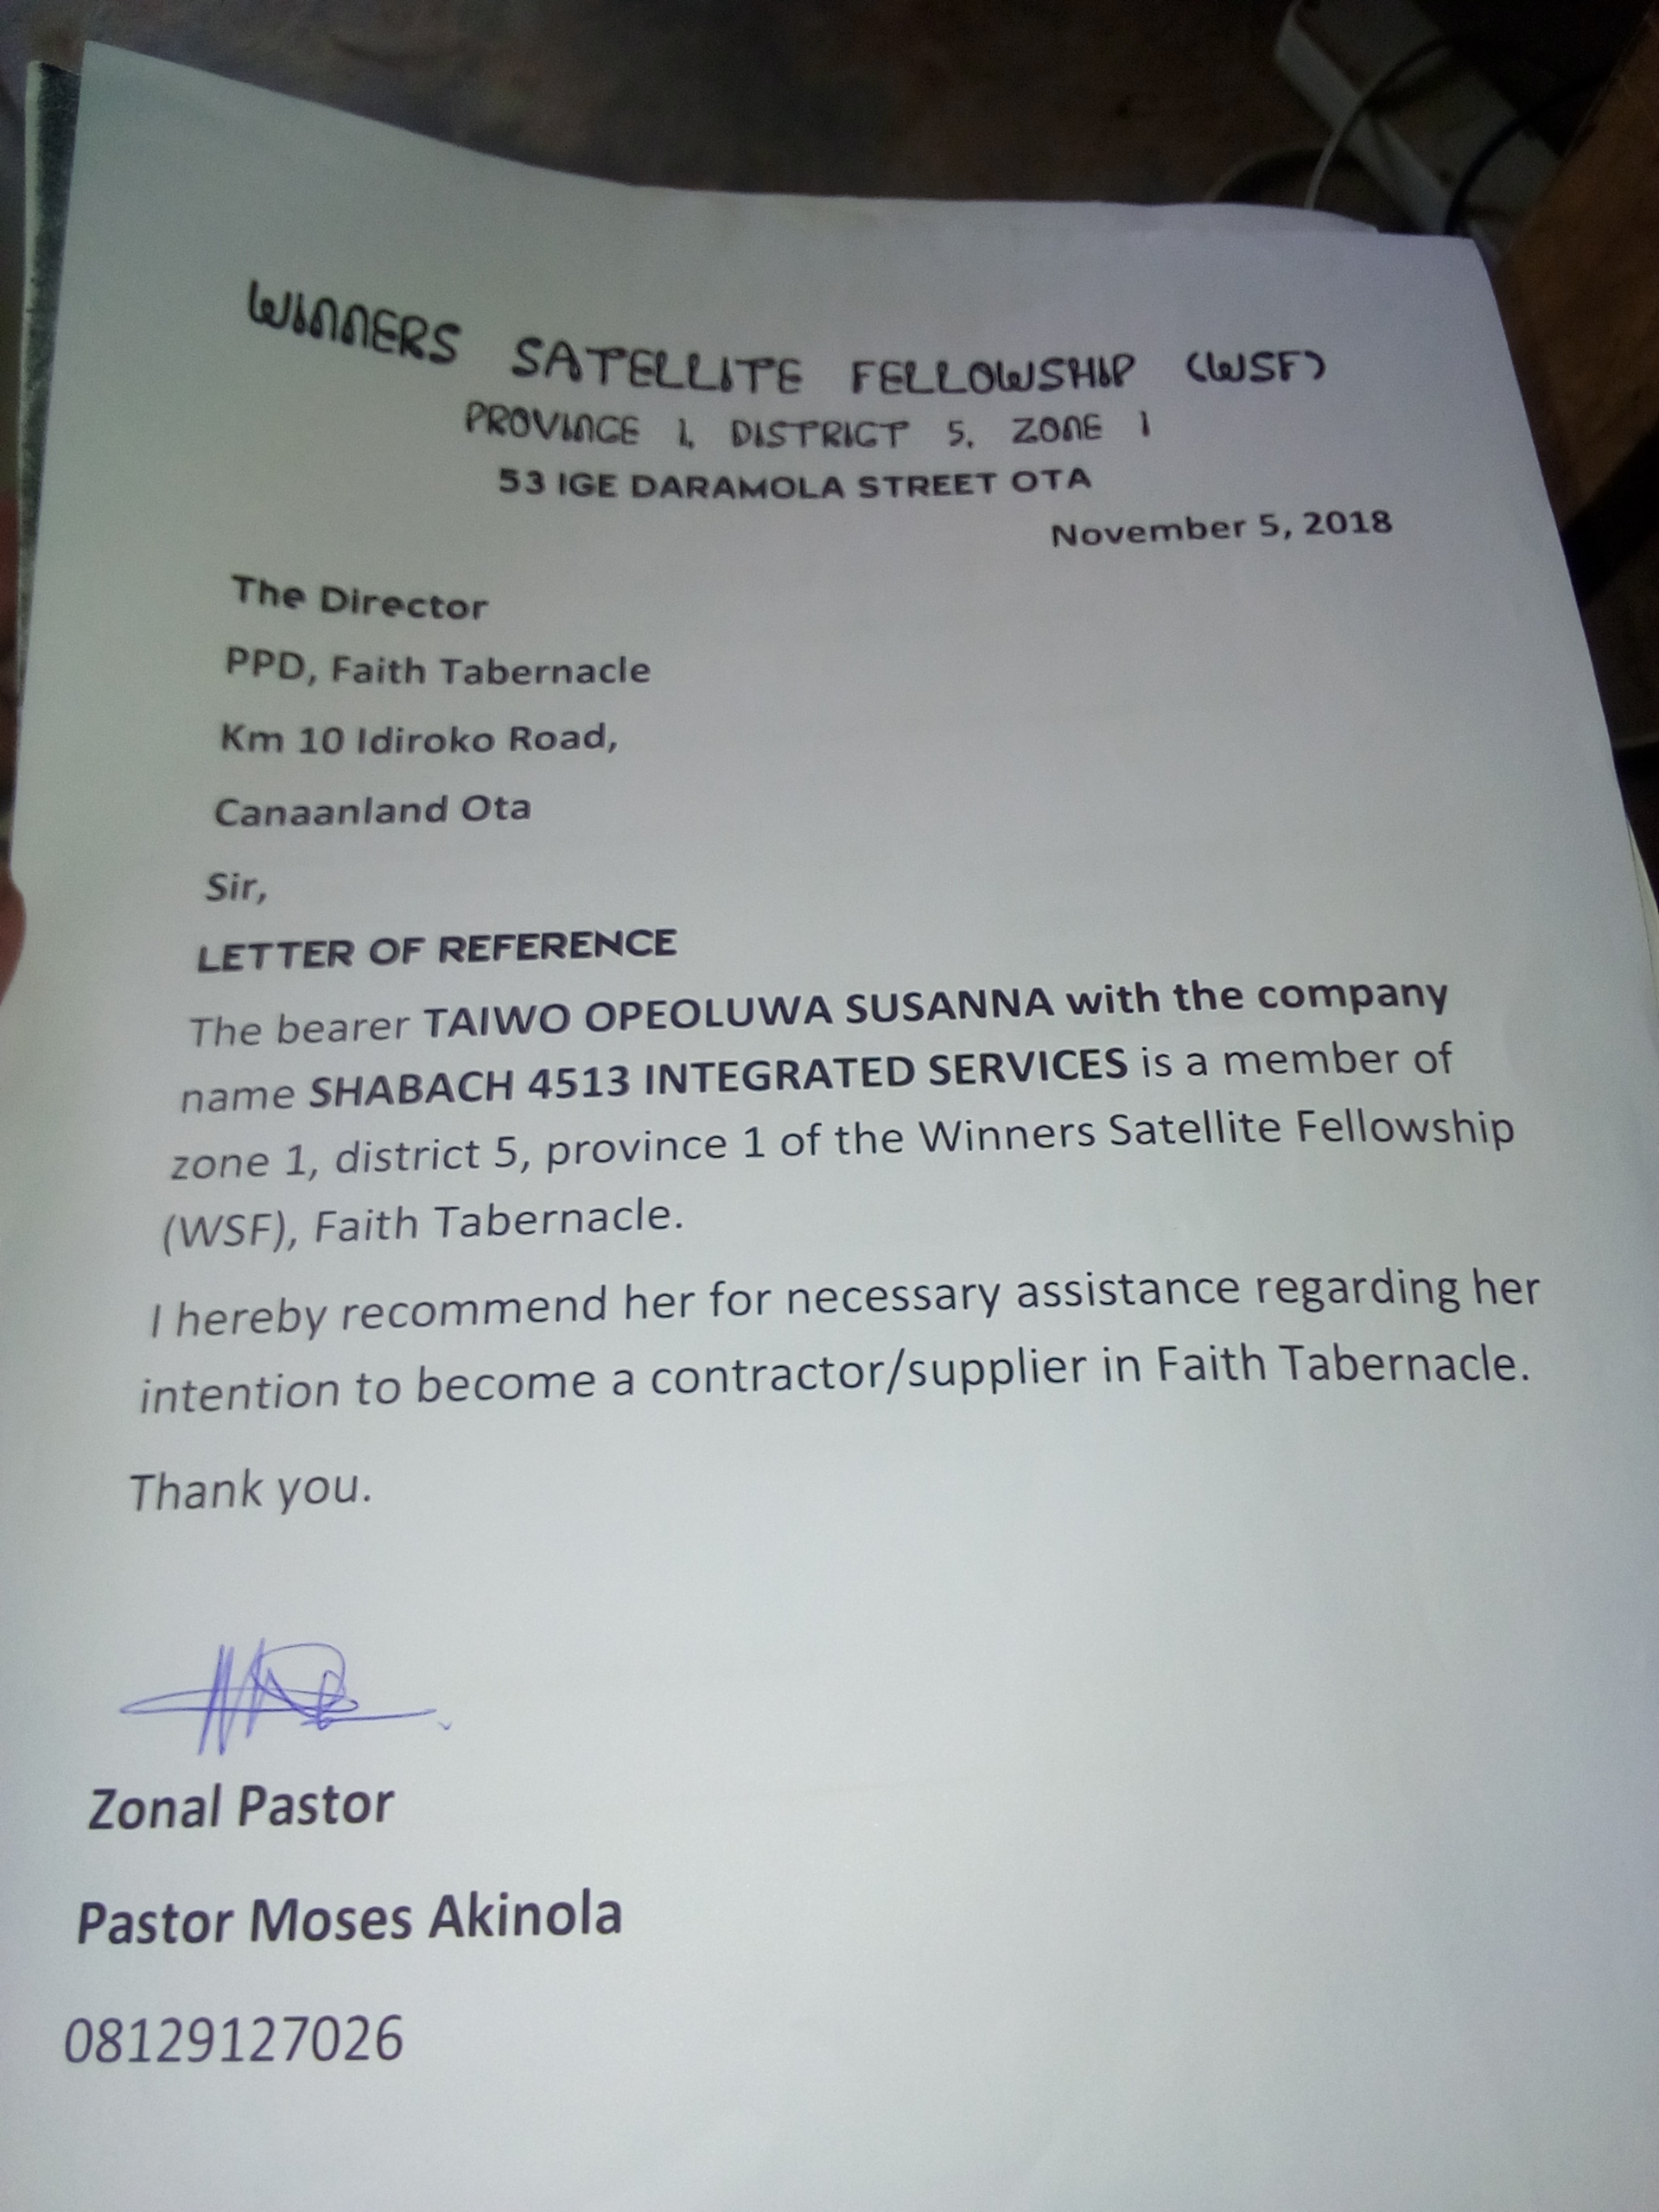 WINNERS SATELLITE FELLOWSHIP (WSF)
PROVINCE 1, DISTRICT 5, ZONE 1
53 IGE DARAMOLA STREET OTA
November 5, 2018
The Director
PPD, Faith Tabernacle
Km 10 Idiroko Road,
Canaanland Ota
Sir,
LETTER OF REFERENCE
The bearer TAIWO OPEOLUWA SUSANNA with the company
name SHABACH 4513 INTEGRATED SERVICES is a member of
zone 1, district 5, province 1 of the Winners Satellite Fellowship
(WSF), Faith Tabernacle.
I hereby recommend her for necessary assistance regarding her
intention to become a contractor/supplier in Faith Tabernacle.
Thank you.
Zonal Pastor
Pastor Moses Akinola
08129127026